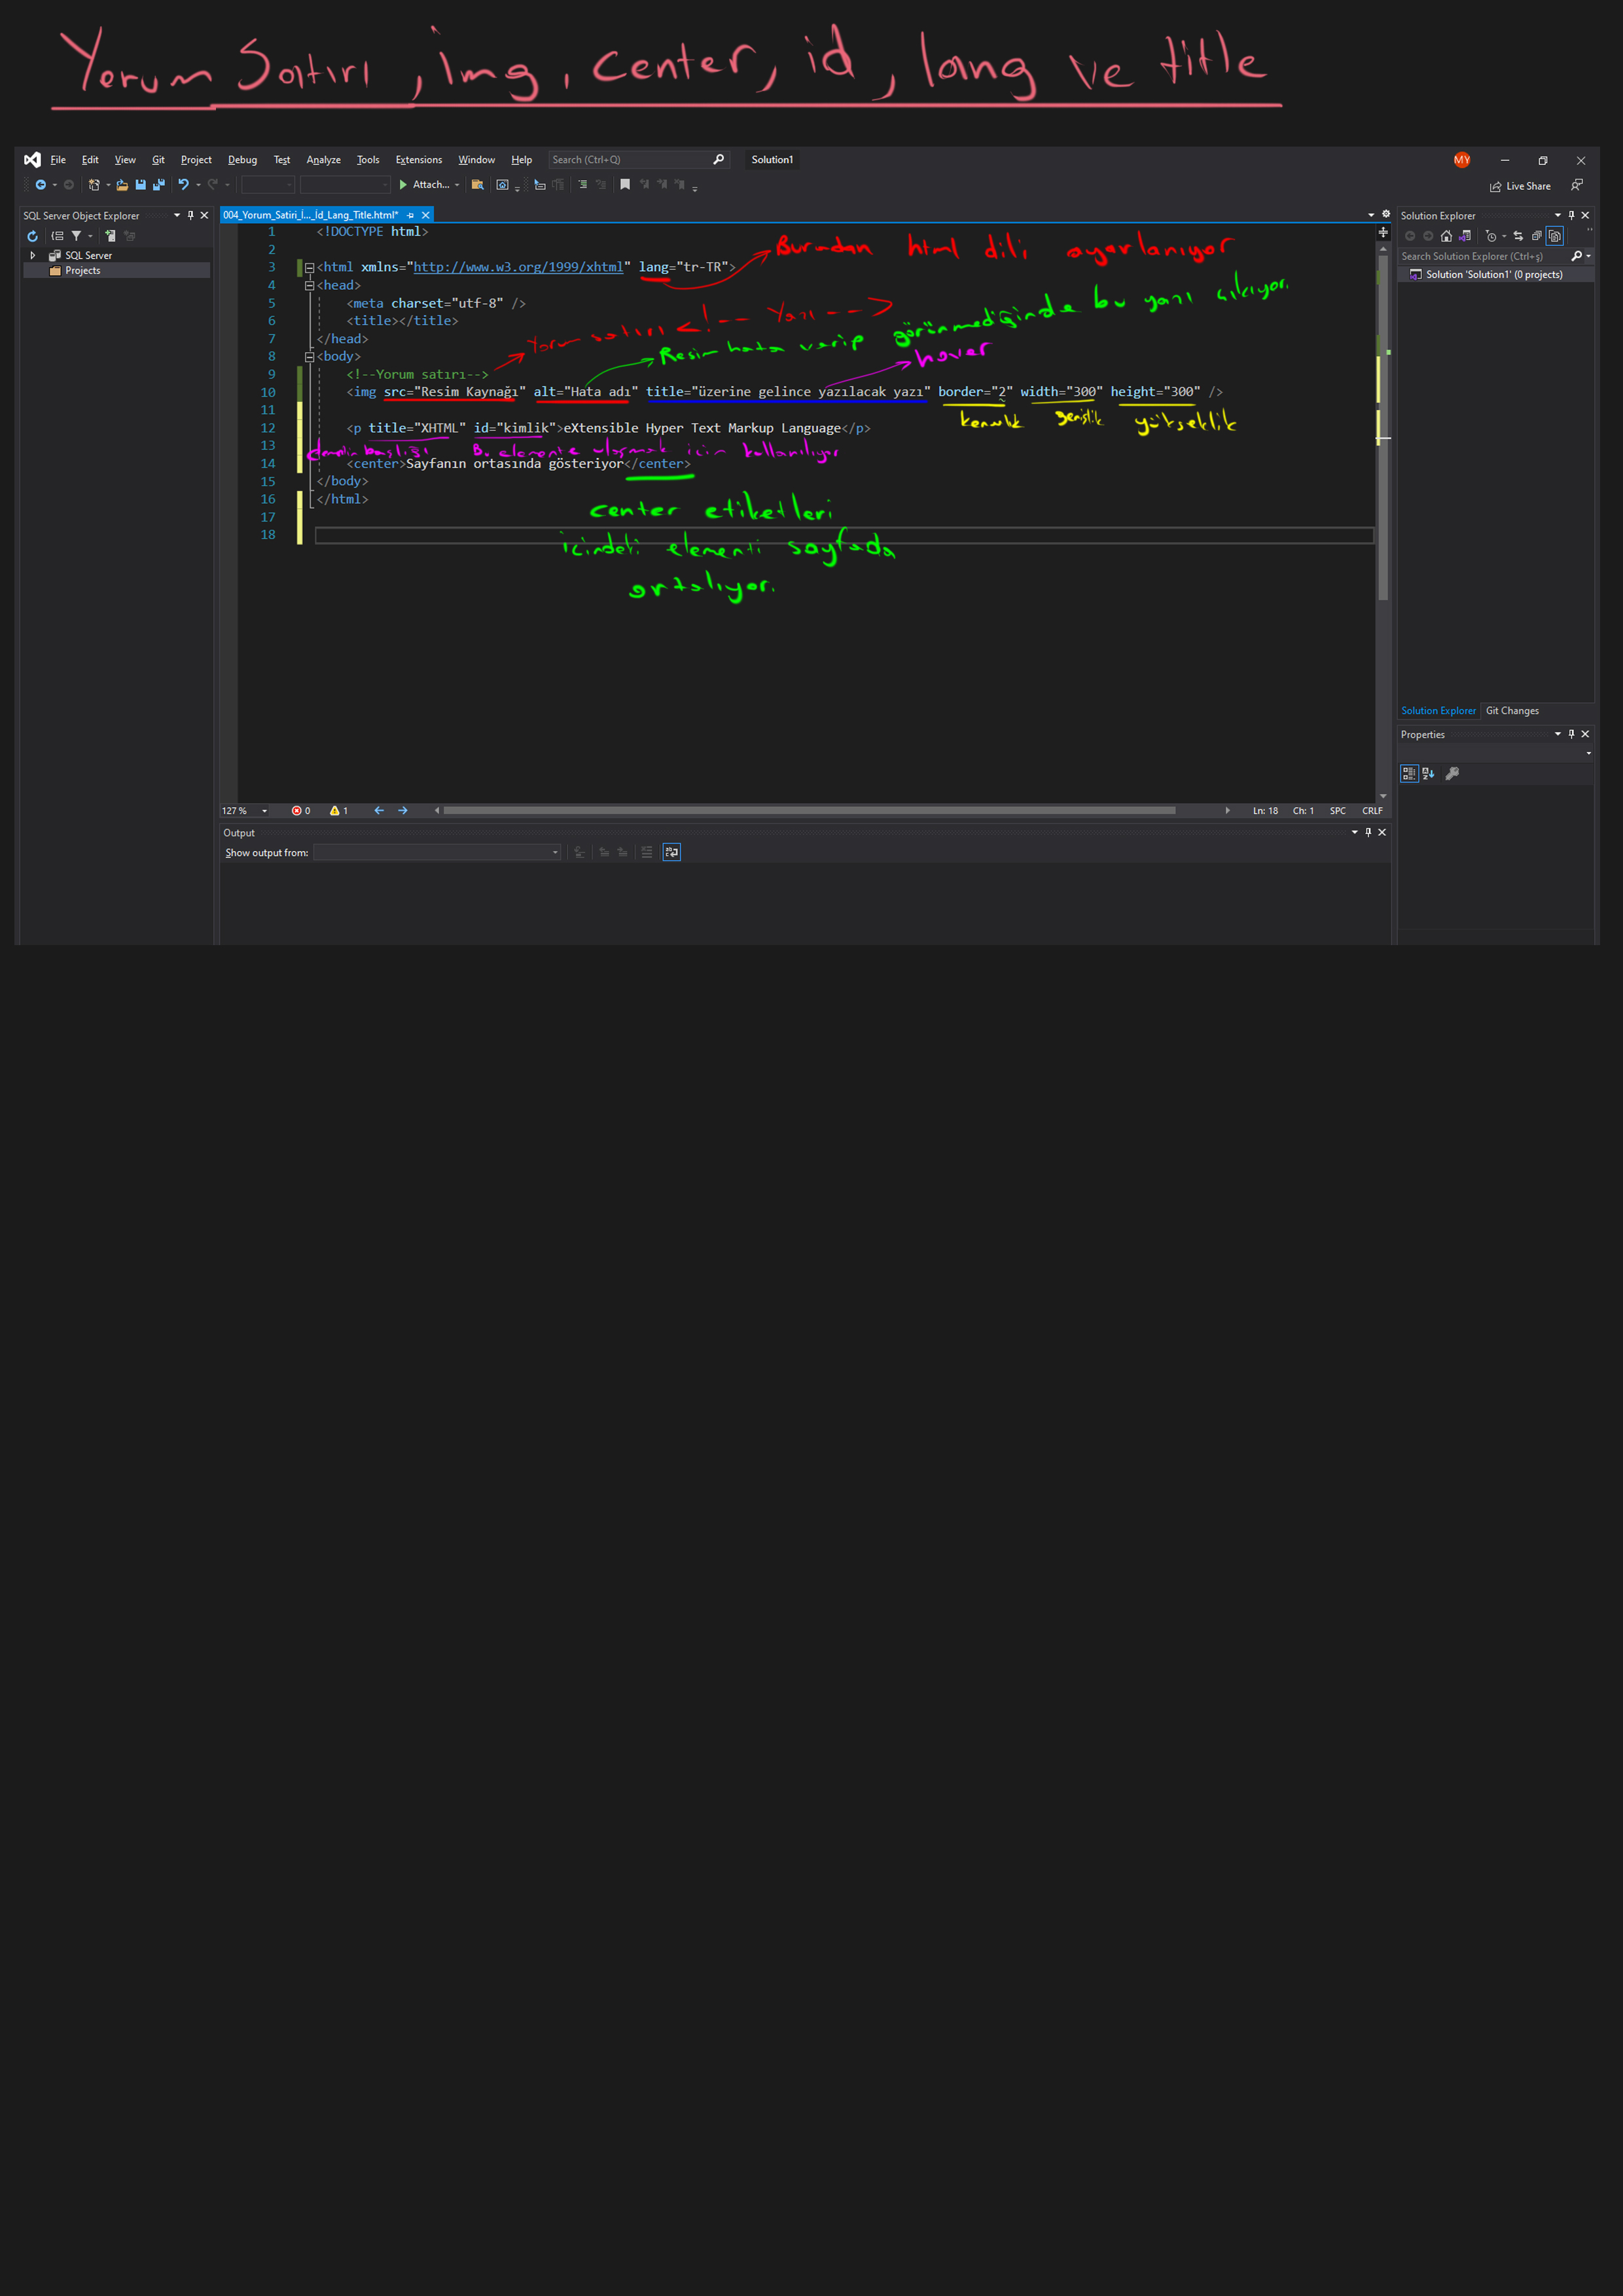 Yorum Satırı, img, center, id, lang ve title
File Edit View Git Project Debug Test Analyze Tools Extensions Window Help Search (Ctrl+Q) Solution1 MY
Attach... Live Share
SQL Server Object Explorer
SQL Server
Projects
004_Yorum_Satiri_İ..._İd_Lang_Title.html*
1 <!DOCTYPE html>
2
Burından html dili ayarlanıyor
3 <html xmlns="http://www.w3.org/1999/xhtml" lang="tr-TR">
4 <head>
5 <meta charset="utf-8" />
Yorum satırı <!-- Yazı -->
6 <title></title>
Resim hata verip görünmediğinde bu yazı çıkıyor.
7 </head>
hover
8 <body>
9 <!--Yorum satırı-->
10 <img src="Resim Kaynağı" alt="Hata adı" title="üzerine gelince yazılacak yazı" border="2" width="300" height="300" />
11
kenarlık genişlik yükseklik
12 <p title="XHTML" id="kimlik">eXtensible Hyper Text Markup Language</p>
13
başlığı Bu elemente ulaşmak için kullanılıyor
14 <center>Sayfanın ortasında gösteriyor</center>
15 </body>
16 </html>
center etiketleri
17
18
içindeki elementi sayfada
ortalıyor.
127 % 0 1 Ln: 18 Ch: 1 SPC CRLF
Output
Show output from:
Solution Explorer
Search Solution Explorer (Ctrl+ş)
Solution 'Solution1' (0 projects)
Solution Explorer Git Changes
Properties